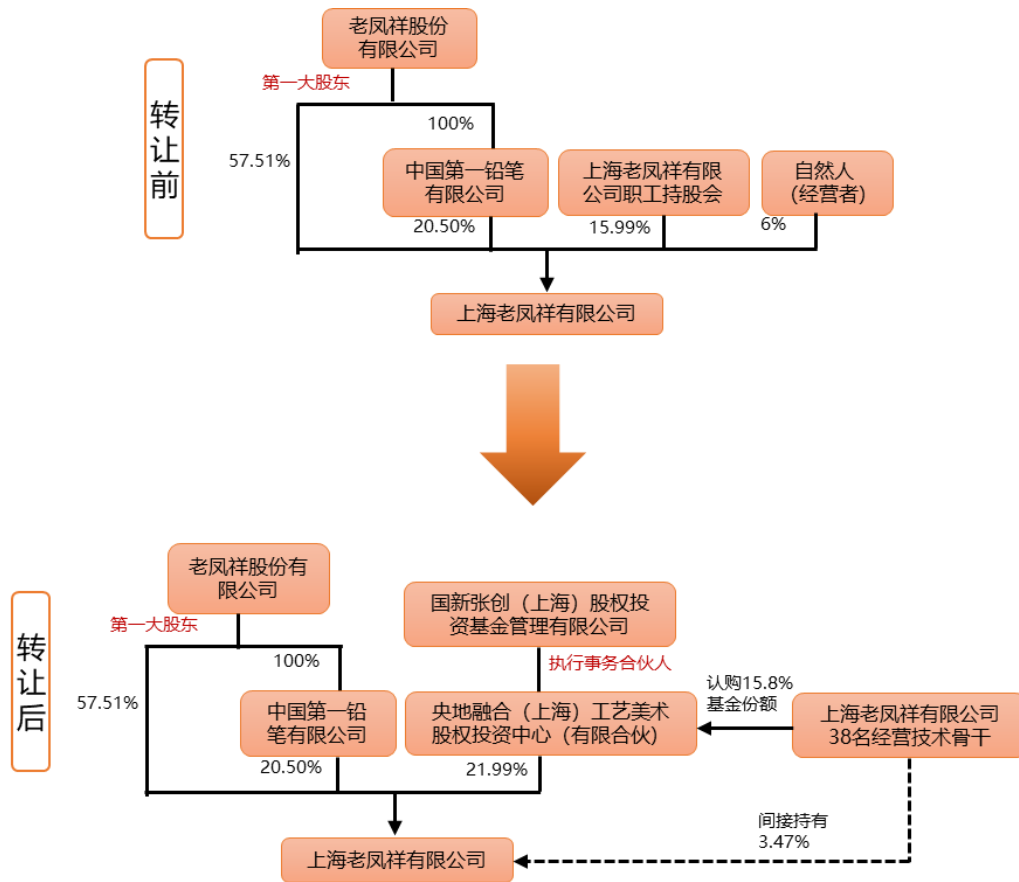 老凤祥股份
有限公司
第一大股东
转
让
前
100%
57.51%
中国第一铅笔
有限公司
上海老凤祥有限
公司职工持股会
自然人
（经营者）
20.50%
15.99%
6%
上海老凤祥有限公司
老凤祥股份有
限公司
国新张创（上海）股权投
资基金管理有限公司
转
让
后
第一大股东
100%
执行事务合伙人
57.51%
中国第一铅
笔有限公司
央地融合（上海）工艺美术
股权投资中心（有限合伙）
认购15.8%
基金份额
上海老凤祥有限公司
38名经营技术骨干
20.50%
21.99%
间接持有
3.47%
上海老凤祥有限公司